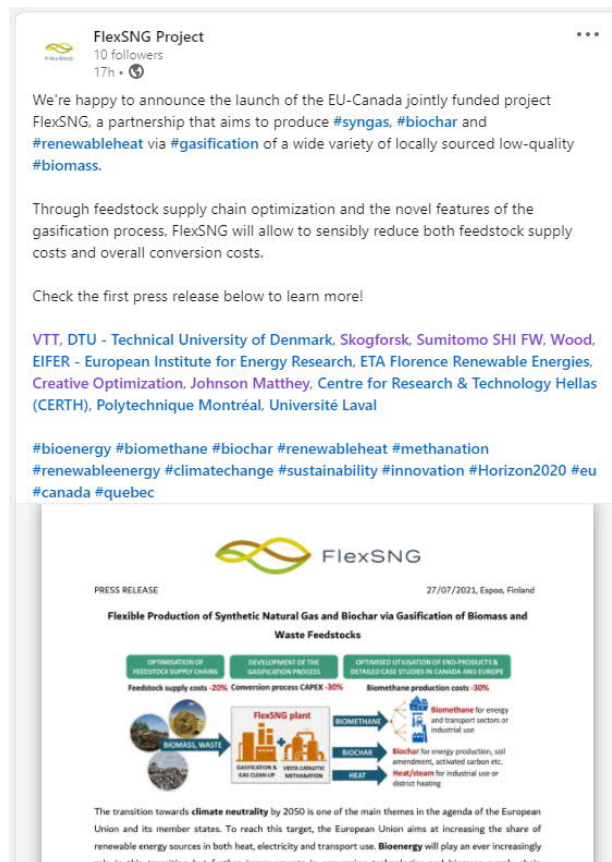 FlexSNG Project
10 followers
17h •
We're happy to announce the launch of the EU-Canada jointly funded project
FlexSNG, a partnership that aims to produce #syngas, #biochar and
#renewableheat via #gasification of a wide variety of locally sourced low-quality
#biomass.
Through feedstock supply chain optimization and the novel features of the
gasification process, FlexSNG will allow to sensibly reduce both feedstock supply
costs and overall conversion costs.
Check the first press release below to learn more!
VTT, DTU - Technical University of Denmark, Skogforsk, Sumitomo SHI FW, Wood,
EIFER - European Institute for Energy Research, ETA Florence Renewable Energies,
Creative Optimization, Johnson Matthey, Centre for Research & Technology Hellas
(CERTH), Polytechnique Montréal, Université Laval
#bioenergy #biomethane #biochar #renewableheat #methanation
#renewableenergy #climatechange #sustainability #innovation #Horizon2020 #eu
#canada #quebec
FlexSNG
PRESS RELEASE 27/07/2021, Espoo, Finland
Flexible Production of Synthetic Natural Gas and Biochar via Gasification of Biomass and
Waste Feedstocks
OPTIMISATION OF
FEEDSTOCK SUPPLY CHAINS
DEVELOPMENT OF THE
GASIFICATION PROCESS
OPTIMISED UTILISATION OF END-PRODUCTS &
DETAILED CASE STUDIES IN CANADA AND EUROPE
Feedstock supply costs -20% Conversion process CAPEX -30% Biomethane production costs -30%
BIOMASS, WASTE
FlexSNG plant
GASIFICATION &
GAS CLEAN-UP
VESTA CATALYTIC
METHANATION
BIOMETHANE
Biomethane for energy
and transport sectors or
industrial use
BIOCHAR
Biochar for energy production, soil
amendment, activated carbon etc.
HEAT
Heat/steam for industrial use or
district heating
The transition towards climate neutrality by 2050 is one of the main themes in the agenda of the European
Union and its member states. To reach this target, the European Union aims at increasing the share of
renewable energy sources in both heat, electricity and transport use. Bioenergy will play an ever increasingly